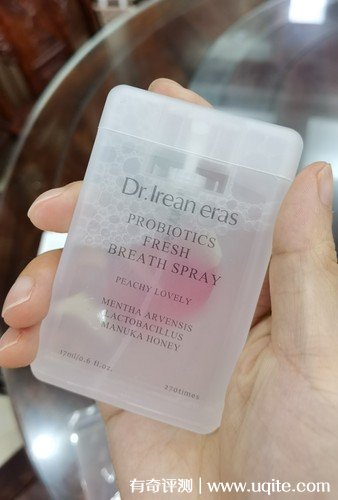 Dr.Irean eras
PROBIOTICS
FRESH
BREATH SPRAY
PEACHY LOVELY
MENTHA ARVENSIS
LACTOBACILLUS
MANUKA HONEY
17ml/0.6 fl.oz. 270times
有奇评测 | www.uqite.com